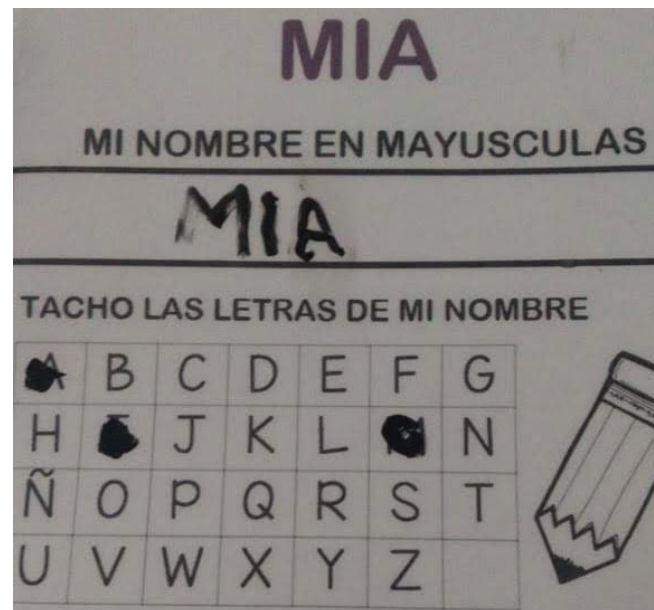 MIA
MI NOMBRE EN MAYUSCULAS
MIA
TACHO LAS LETRAS DE MI NOMBRE
A B C D E F G
H J K L N
Ñ O P Q R S T
U V W X Y Z